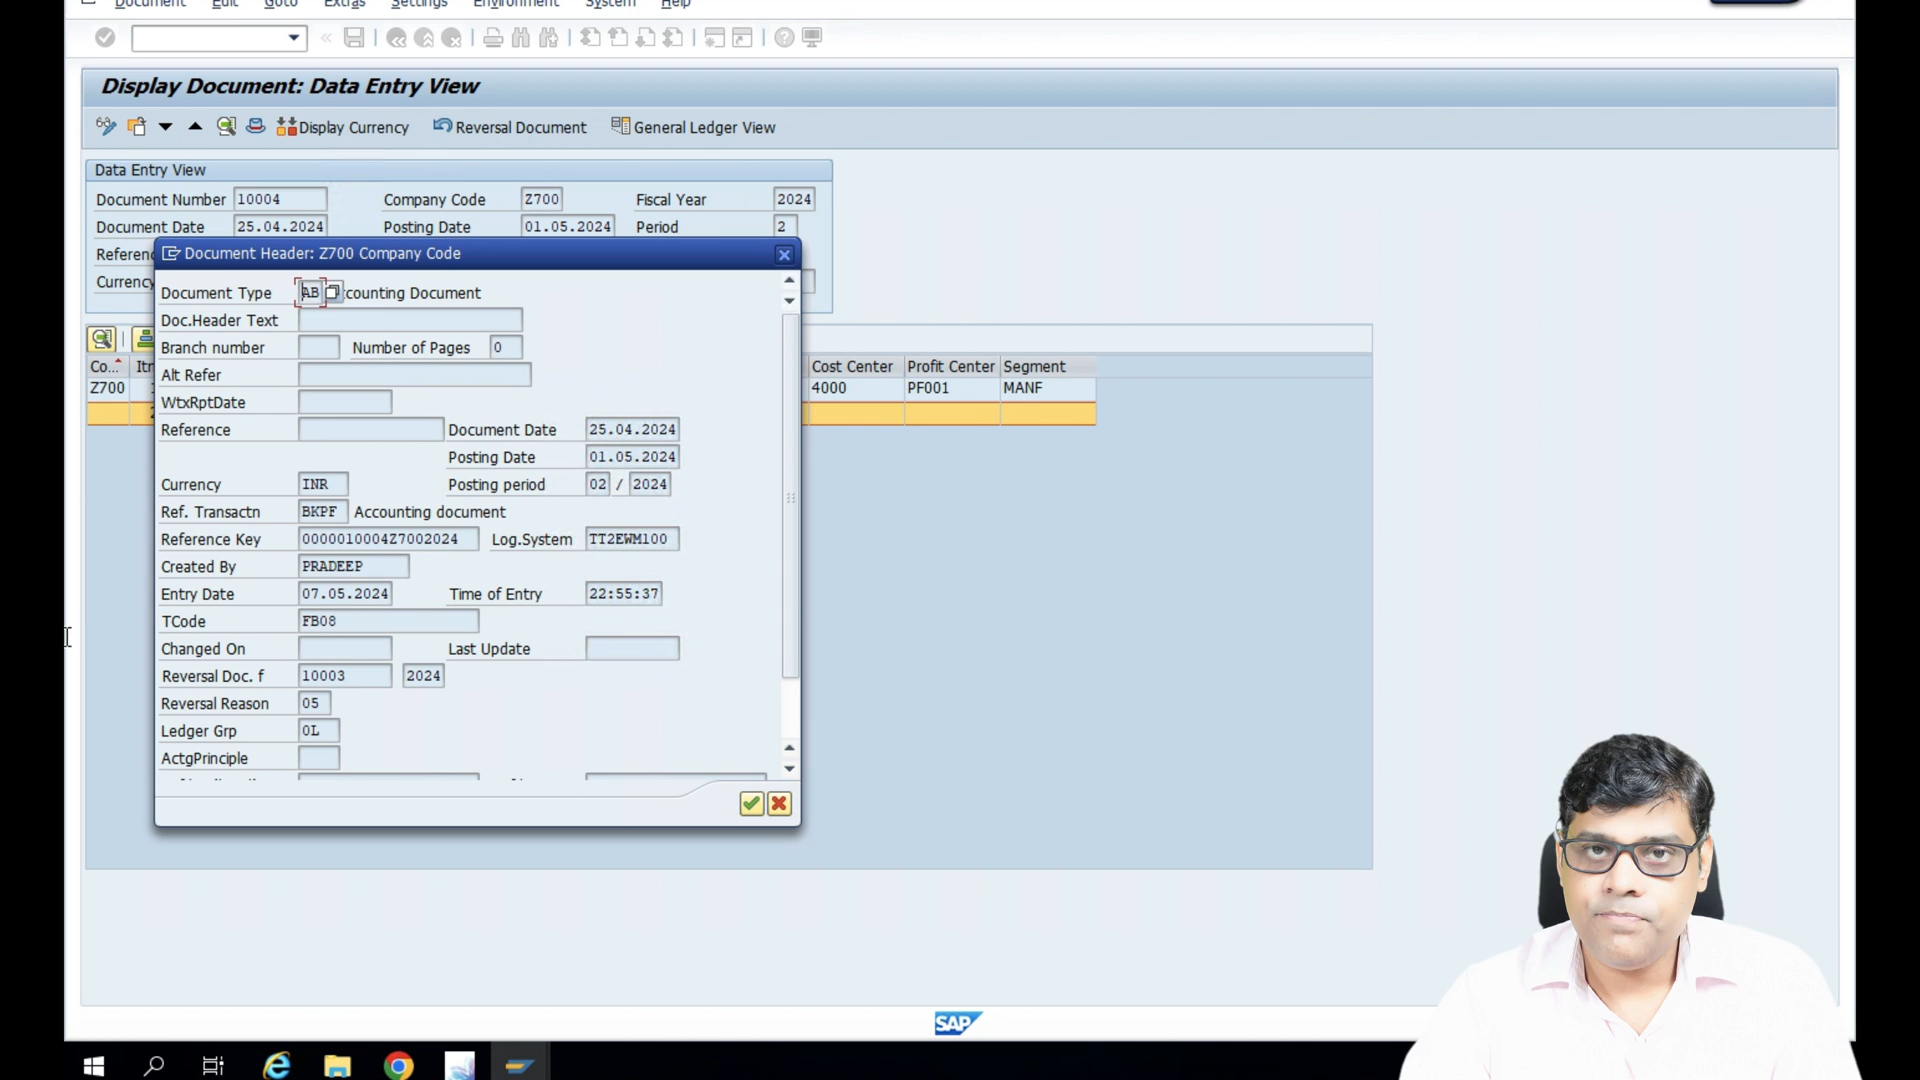 Document Edit Goto Extras Settings Environment System Help
Display Document: Data Entry View
Display Currency Reversal Document General Ledger View
Data Entry View
Document Number 10004 Company Code Z700 Fiscal Year 2024
Document Date 25.04.2024 Posting Date 01.05.2024 Period 2
Referenc
Currency
Document Header: Z700 Company Code
Document Type AB counting Document
Doc.Header Text
Branch number Number of Pages 0
Alt Refer
WtxRptDate
Reference Document Date 25.04.2024
Posting Date 01.05.2024
Currency INR Posting period 02 / 2024
Ref. Transactn BKPF Accounting document
Reference Key 0000010004Z7002024 Log.System TT2EWM100
Created By PRADEEP
Entry Date 07.05.2024 Time of Entry 22:55:37
TCode FB08
Changed On Last Update
Reversal Doc. f 10003 2024
Reversal Reason 05
Ledger Grp 0L
ActgPrinciple
Co... Itn Cost Center Profit Center Segment
Z700 4000 PF001 MANF
SAP